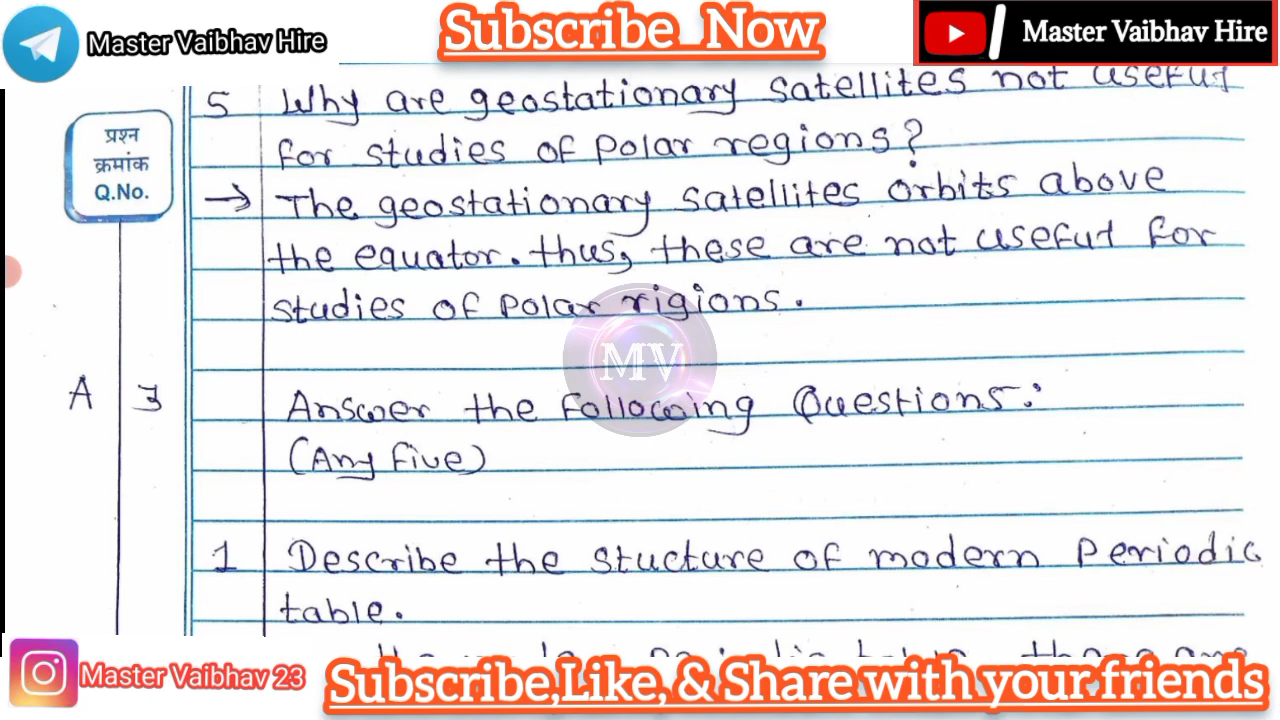 Master Vaibhav Hire
Subscribe Now
Master Vaibhav Hire
5 Why are geostationary satellites not useful
for studies of polar regions?
प्रश्न
क्रमांक
Q.No.
→ The geostationary satellites orbits above
the equator. thus, these are not useful for
studies of polar rigions.
MV
A 3 Answer the following Questions:
(Any five)
1 Describe the stucture of modern periodic
table.
Master Vaibhav 23
Subscribe,Like, & Share with your friends